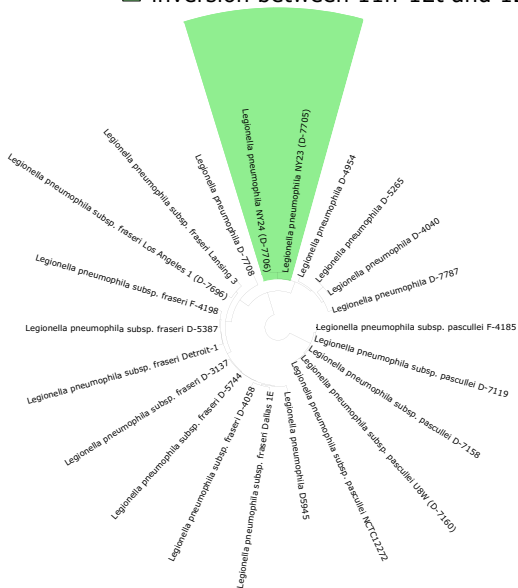 Inversion between 11h-12t and 12
Legionella pneumophila NY24 (D-7706)
Legionella pneumophila NY23 (D-7705)
Legionella pneumophila D-4954
Legionella pneumophila D-5265
Legionella pneumophila D-4040
Legionella pneumophila D-7787
Legionella pneumophila subsp. pascullei F-4185
Legionella pneumophila subsp. pascullei D-7119
Legionella pneumophila subsp. pascullei D-7158
Legionella pneumophila subsp. pascullei U8W (D-7160)
Legionella pneumophila subsp. pascullei NCTC12272
Legionella pneumophila D5945
Legionella pneumophila subsp. fraseri Dallas 1E
Legionella pneumophila subsp. fraseri D-4058
Legionella pneumophila subsp. fraseri D-5744
Legionella pneumophila subsp. fraseri D-3137
Legionella pneumophila subsp. fraseri Detroit-1
Legionella pneumophila subsp. fraseri D-5387
Legionella pneumophila subsp. fraseri F-4198
Legionella pneumophila subsp. fraseri Los Angeles 1 (D-7696)
Legionella pneumophila subsp. fraseri Lansing 3
Legionella pneumophila D-7708